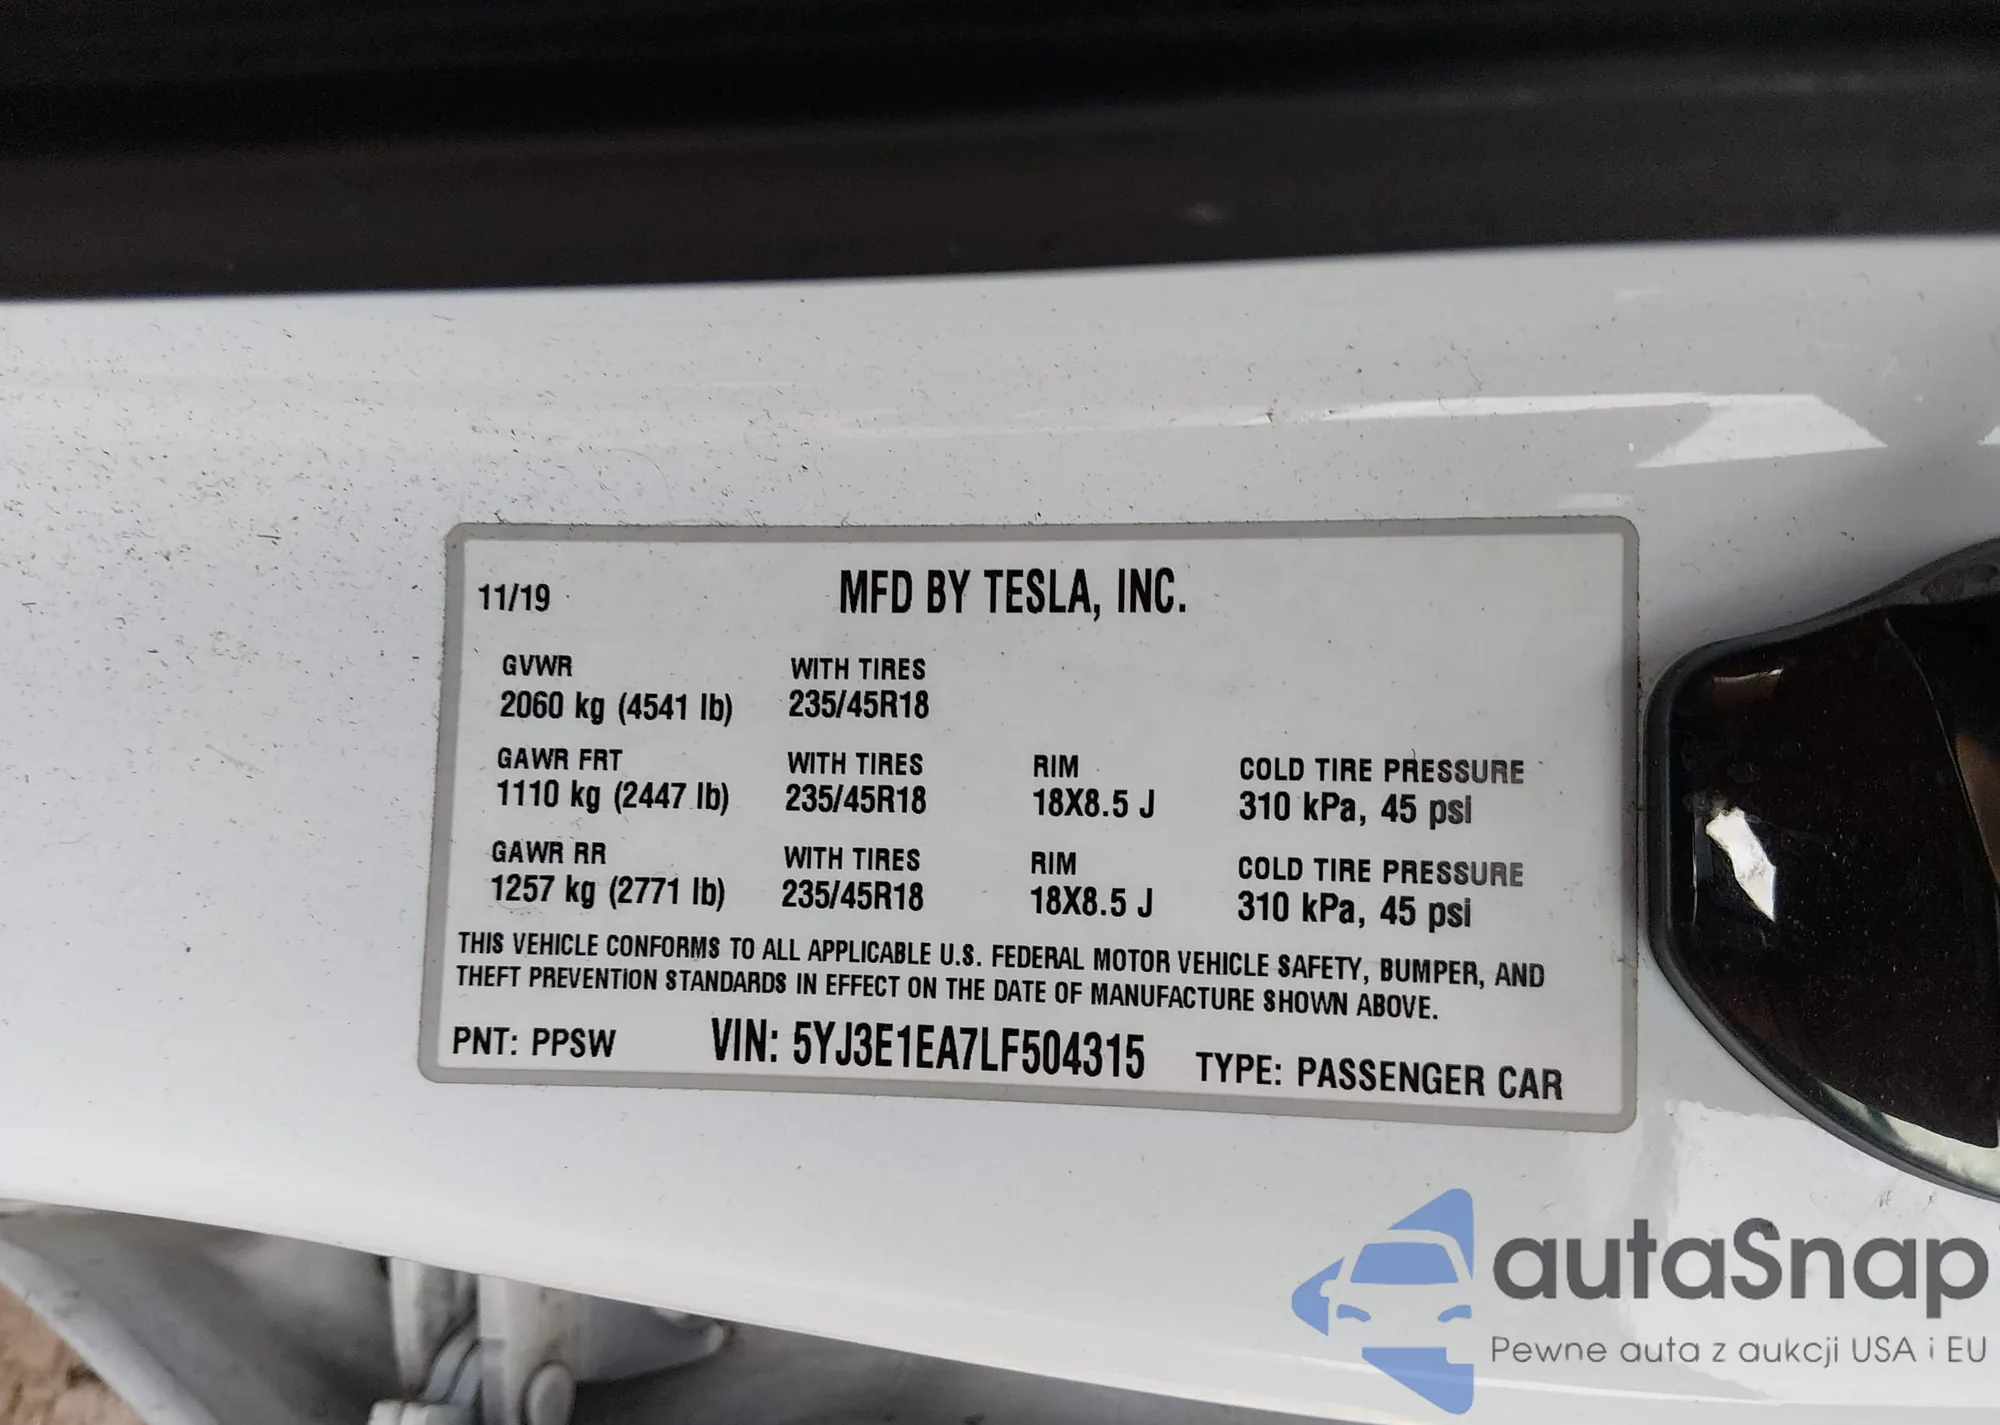 11/19 MFD BY TESLA, INC.
GVWR WITH TIRES
2060 kg (4541 lb) 235/45R18
GAWR FRT WITH TIRES RIM COLD TIRE PRESSURE
1110 kg (2447 lb) 235/45R18 18X8.5 J 310 kPa, 45 psi
GAWR RR WITH TIRES RIM COLD TIRE PRESSURE
1257 kg (2771 lb) 235/45R18 18X8.5 J 310 kPa, 45 psi
THIS VEHICLE CONFORMS TO ALL APPLICABLE U.S. FEDERAL MOTOR VEHICLE SAFETY, BUMPER, AND
THEFT PREVENTION STANDARDS IN EFFECT ON THE DATE OF MANUFACTURE SHOWN ABOVE.
PNT: PPSW VIN: 5YJ3E1EA7LF504315 TYPE: PASSENGER CAR
autaSnap
Pewne auta z aukcji USA i EU